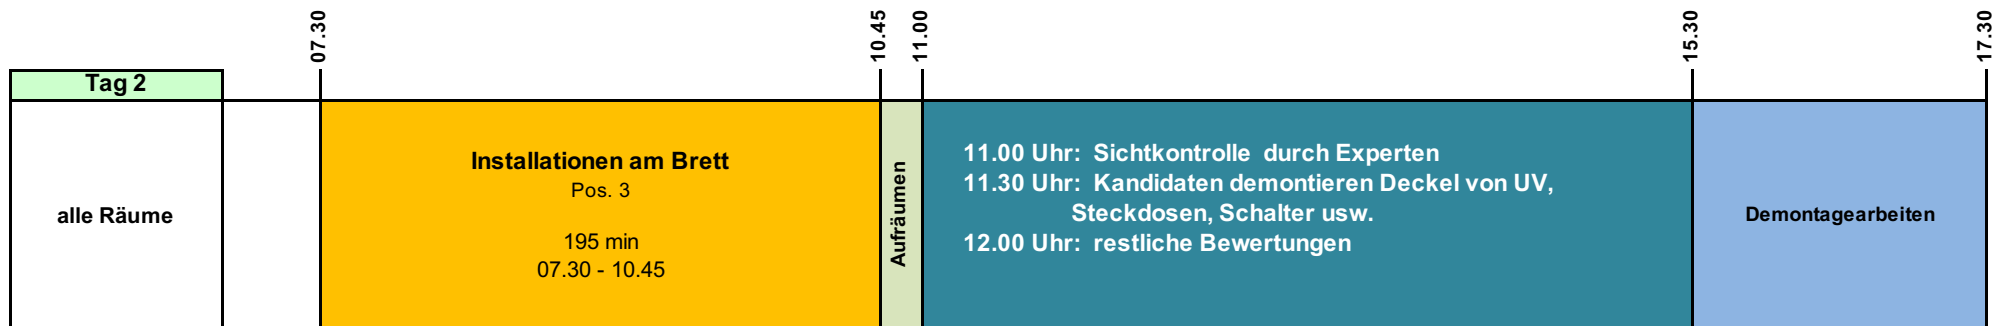 07.30
10.45
11.00
15.30
17.30
Tag 2
alle Räume
Installationen am Brett
Pos. 3
195 min
07.30 - 10.45
Aufräumen
11.00 Uhr: Sichtkontrolle durch Experten
11.30 Uhr: Kandidaten demontieren Deckel von UV,
Steckdosen, Schalter usw.
12.00 Uhr: restliche Bewertungen
Demontagearbeiten